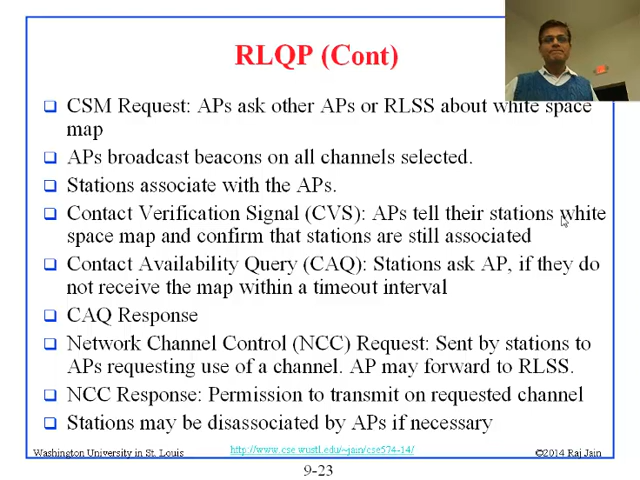 RLQP (Cont)
❑ CSM Request: APs ask other APs or RLSS about white space
map
❑ APs broadcast beacons on all channels selected.
❑ Stations associate with the APs.
❑ Contact Verification Signal (CVS): APs tell their stations white
space map and confirm that stations are still associated
❑ Contact Availability Query (CAQ): Stations ask AP, if they do
not receive the map within a timeout interval
❑ CAQ Response
❑ Network Channel Control (NCC) Request: Sent by stations to
APs requesting use of a channel. AP may forward to RLSS.
❑ NCC Response: Permission to transmit on requested channel
❑ Stations may be disassociated by APs if necessary
Washington University in St. Louis http://www.cse.wustl.edu/~jain/cse574-14/ ©2014 Raj Jain
9-23